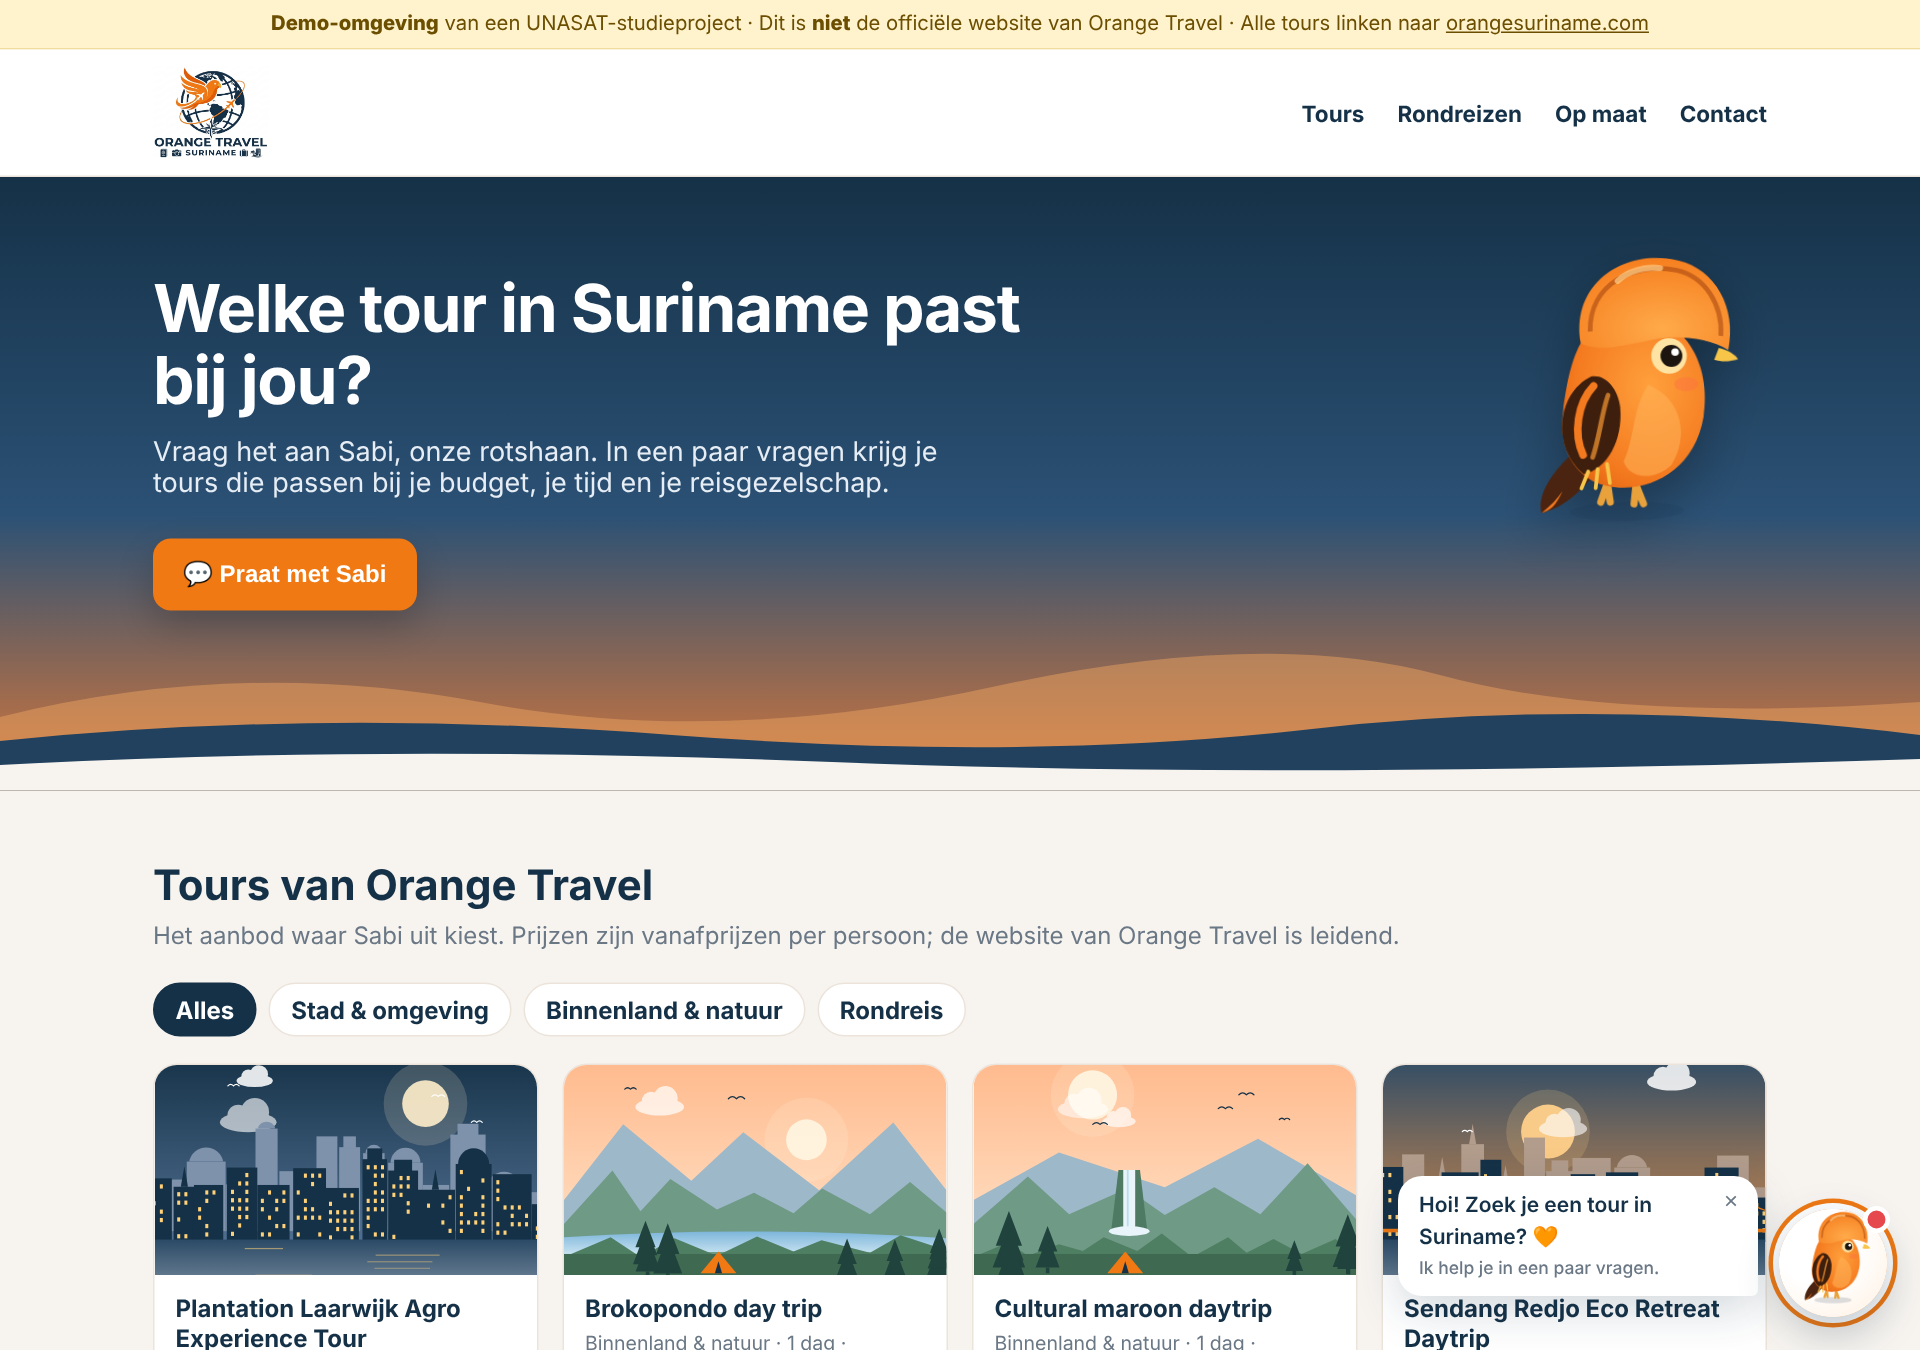 Demo-omgeving van een UNASAT-studieproject · Dit is niet de officiële website van Orange Travel · Alle tours linken naar orangesuriname.com
ORANGE TRAVEL
SURINAME
Tours
Rondreizen
Op maat
Contact
Welke tour in Suriname past
bij jou?
Vraag het aan Sabi, onze rotshaan. In een paar vragen krijg je
tours die passen bij je budget, je tijd en je reisgezelschap.
💬 Praat met Sabi
Tours van Orange Travel
Het aanbod waar Sabi uit kiest. Prijzen zijn vanafprijzen per persoon; de website van Orange Travel is leidend.
Alles
Stad & omgeving
Binnenland & natuur
Rondreis
Plantation Laarwijk Agro
Experience Tour
Brokopondo day trip
Binnenland & natuur · 1 dag ·
Cultural maroon daytrip
Binnenland & natuur · 1 dag ·
Sendang Redjo Eco Retreat
Daytrip
Hoi! Zoek je een tour in
Suriname? 🧡
Ik help je in een paar vragen.
×